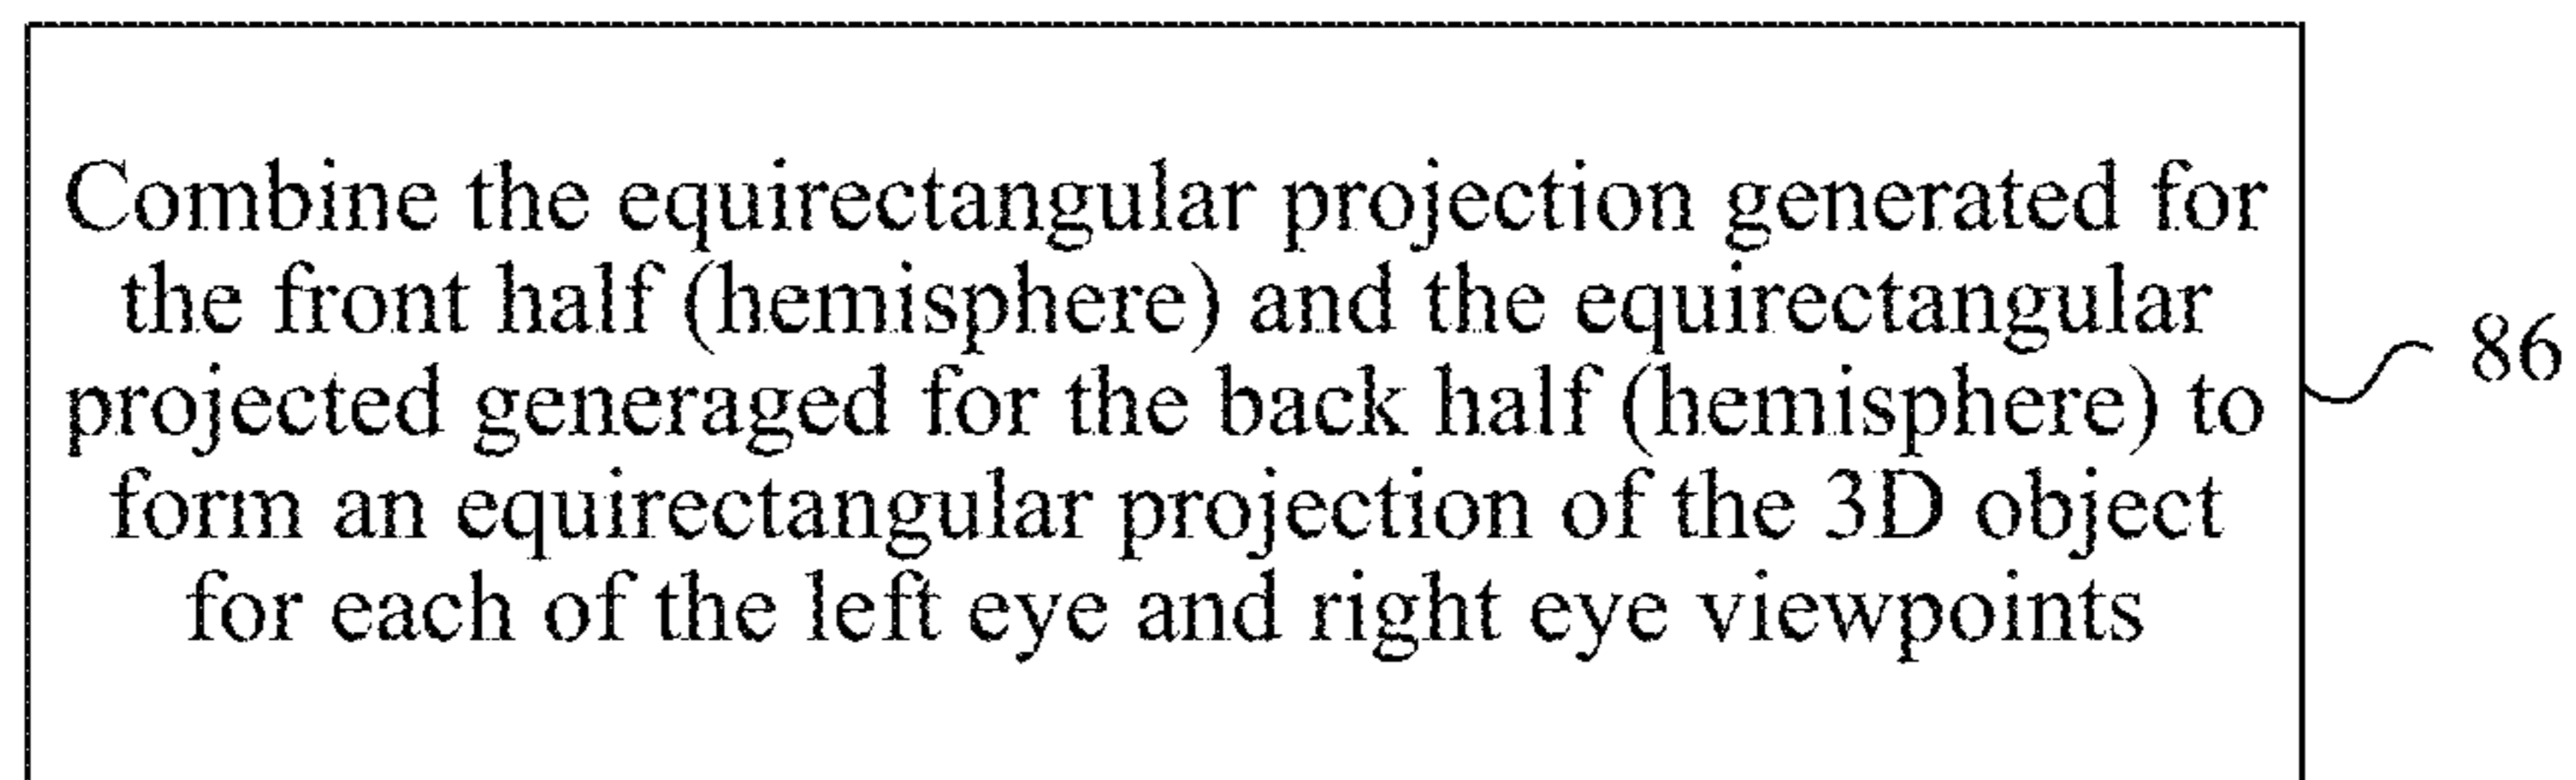 Combine the equirectangular projection generated for
the front half (hemisphere) and the equirectangular
projected generaged for the back half (hemisphere) to
form an equirectangular projection of the 3D object
for each of the left eye and right eye viewpoints
86